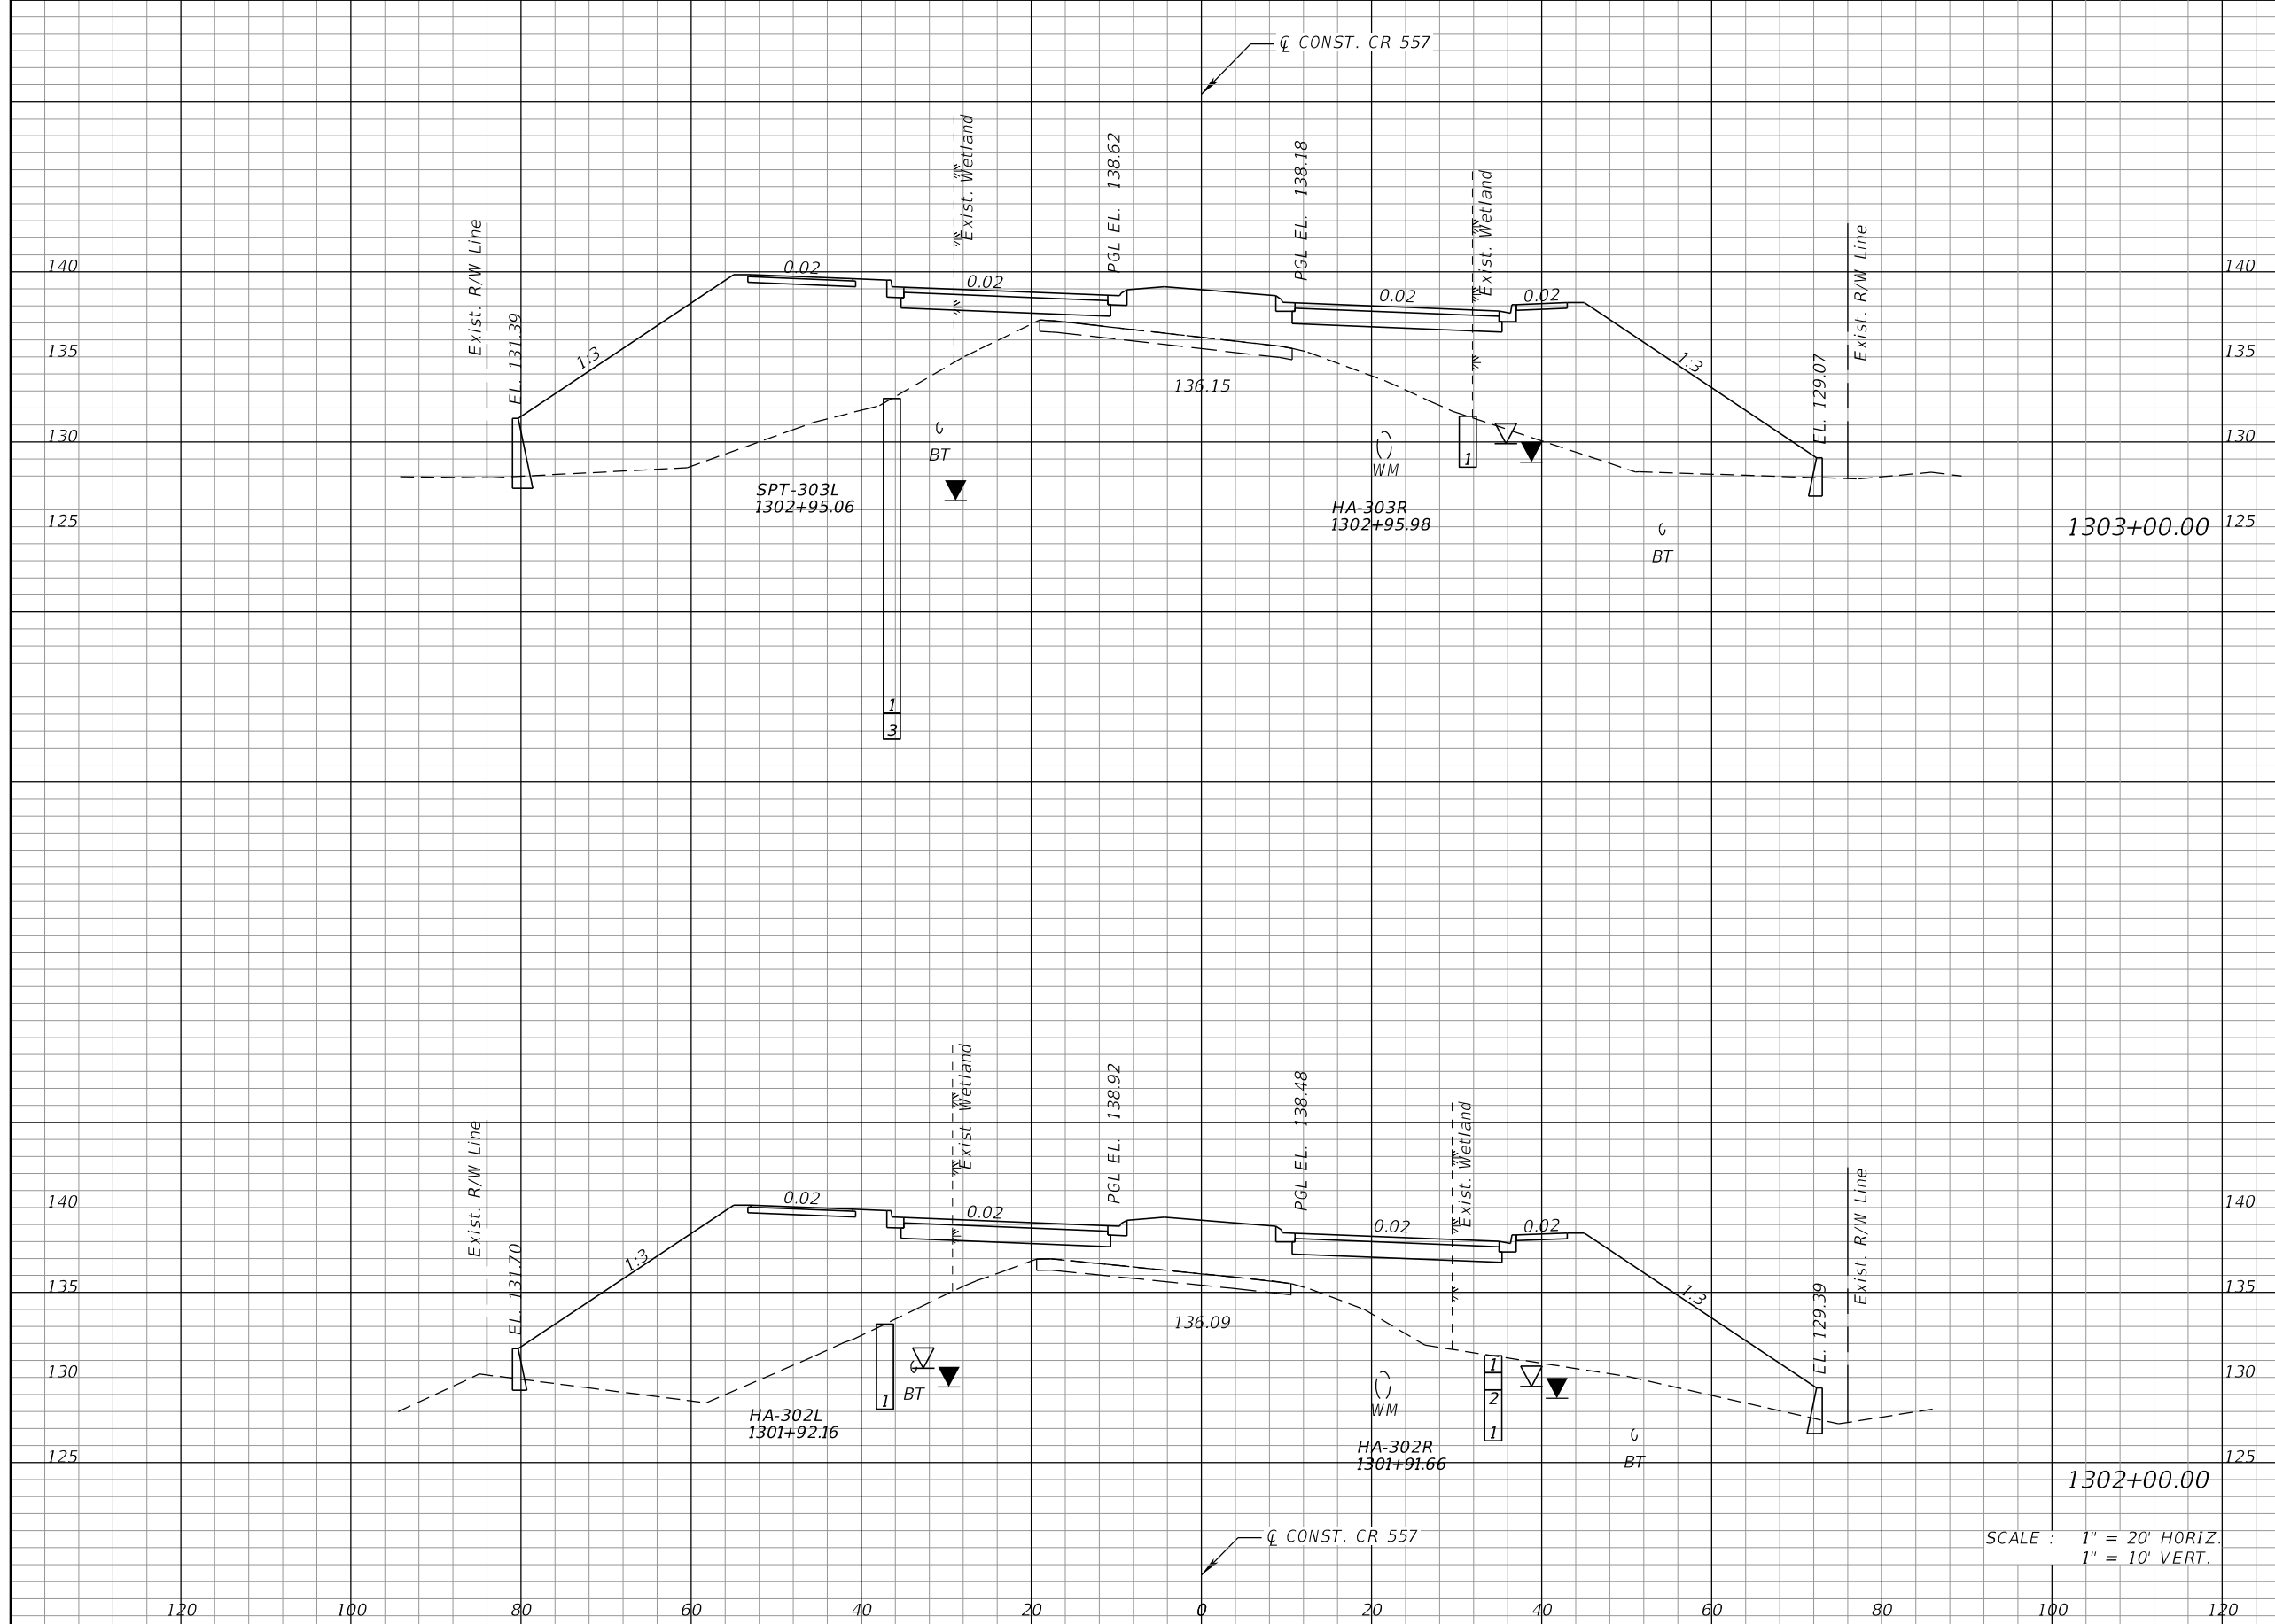 ℄ CONST. CR 557
Exist. Wetland
PGL EL. 138.62
PGL EL. 138.18
Exist. Wetland
Exist. R/W Line
Exist. R/W Line
140
0.02
0.02
0.02
0.02
140
EL. 131.39
1:3
135
136.15
1:3
EL. 129.07
135
130
BT
WM
1
130
SPT-303L
1302+95.06
HA-303R
1302+95.98
125
BT
1303+00.00
125
1
3
Exist. Wetland
PGL EL. 138.92
PGL EL. 138.48
Exist. Wetland
Exist. R/W Line
Exist. R/W Line
140
0.02
0.02
0.02
0.02
140
EL. 131.70
1:3
135
136.09
1:3
EL. 129.39
135
130
1
BT
WM
1
2
1
130
HA-302L
1301+92.16
HA-302R
1301+91.66
125
BT
125
1302+00.00
℄ CONST. CR 557
SCALE : 1" = 20' HORIZ.
1" = 10' VERT.
120 100 80 60 40 20 0 20 40 60 80 100 120